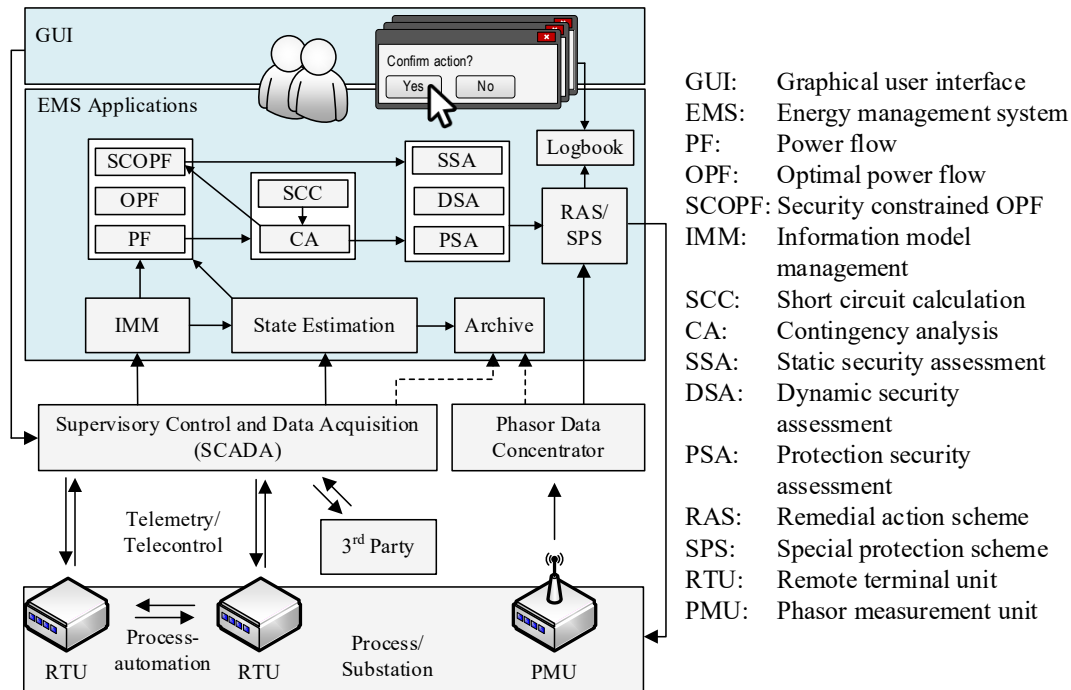 GUI
Confirm action?
Yes
No
EMS Applications
Logbook
SCOPF
OPF
PF
SCC
CA
SSA
DSA
PSA
RAS/
SPS
IMM
State Estimation
Archive
Supervisory Control and Data Acquisition
(SCADA)
Phasor Data
Concentrator
Telemetry/
Telecontrol
3rd Party
Process-
automation
RTU
RTU
Process/
Substation
PMU
GUI: Graphical user interface
EMS: Energy management system
PF: Power flow
OPF: Optimal power flow
SCOPF: Security constrained OPF
IMM: Information model
management
SCC: Short circuit calculation
CA: Contingency analysis
SSA: Static security assessment
DSA: Dynamic security
assessment
PSA: Protection security
assessment
RAS: Remedial action scheme
SPS: Special protection scheme
RTU: Remote terminal unit
PMU: Phasor measurement unit